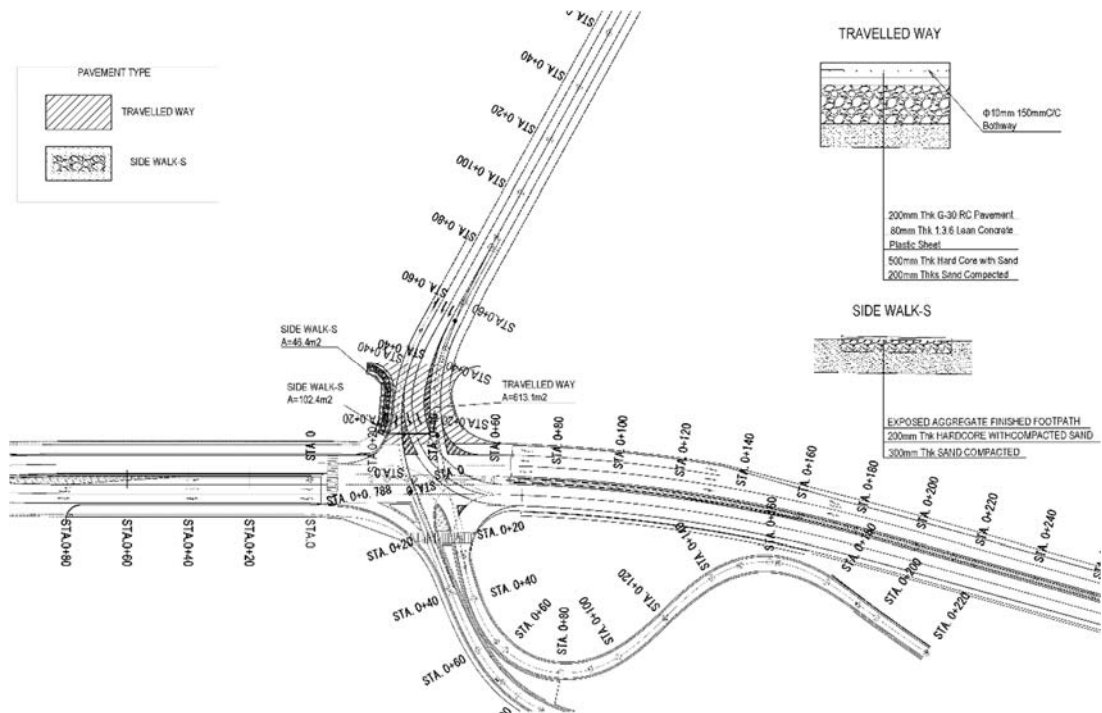 PAVEMENT TYPE
TRAVELLED WAY
SIDE WALK-S
TRAVELLED WAY
Φ10mm 150mmC/C
Bothway
200mm Thk G-30 RC Pavement
80mm Thk 1:3:6 Lean Concrete
Plastic Sheet
500mm Thk Hard Core with Sand
200mm Thks Sand Compacted
SIDE WALK-S
EXPOSED AGGREGATE FINISHED FOOTPATH
200mm Thk HARDCORE WITHCOMPACTED SAND
300mm Thk SAND COMPACTED
STA. 0+40
STA. 0+20
STA. 0+100
STA. 0+80
STA. 0+60
STA.0+60
SIDE WALK-S
A=46.4m2
STA.0+40
STA. 0+40
SIDE WALK-S
A=102.4m2
TRAVELLED WAY
A=613.1m2
STA.0+20
STA. 0
STA. 0+20
STA. 0+60
STA. 0+80
STA. 0+100
STA. 0+120
STA. 0+140
STA. 0+160
STA. 0+180
STA. 0+200
STA. 0+220
STA. 0+240
STA.0
STA. 0
STA. 0+0.788
STA. 0+80
STA. 0+60
STA. 0+40
STA. 0+20
STA. 0
STA. 0+20
STA. 0+20
STA. 0+40
STA. 0+40
STA. 0+60
STA. 0+60
STA. 0+80
STA. 0+100
STA. 0+120
STA. 0+140
STA. 0+180
STA. 0+200
STA. 0+220